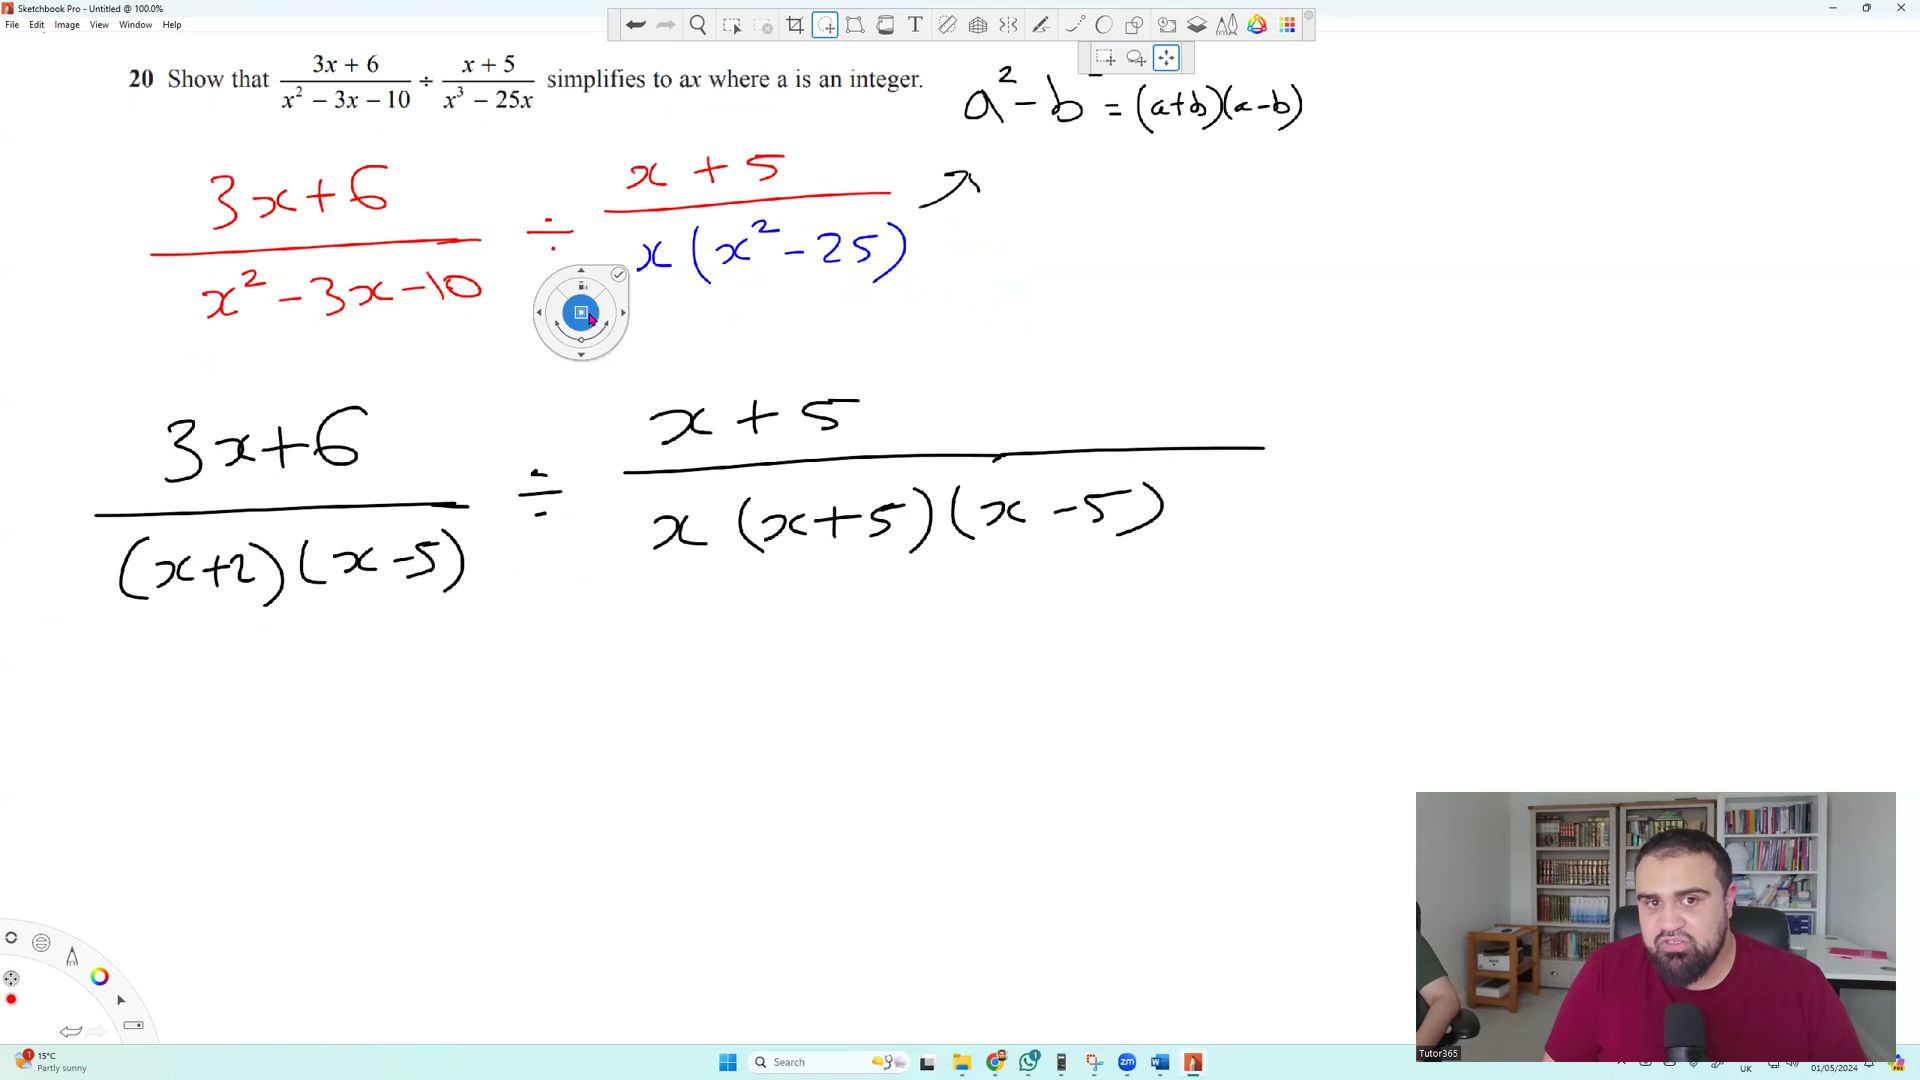 Sketchbook Pro - Untitled @ 100.0%
File Edit Image View Window Help
20 Show that (3x + 6)/(x² − 3x − 10) ÷ (x + 5)/(x³ − 25x) simplifies to ax where a is an integer.
a² - b² = (a+b)(a-b)
(3x+6)/(x² - 3x - 10) ÷ (x + 5)/(x(x² - 25))
(3x+6)/((x+2)(x-5)) ÷ (x + 5)/(x(x+5)(x-5))
Tutor365
1
15°C
Partly sunny
Search
1
UK
01/05/2024